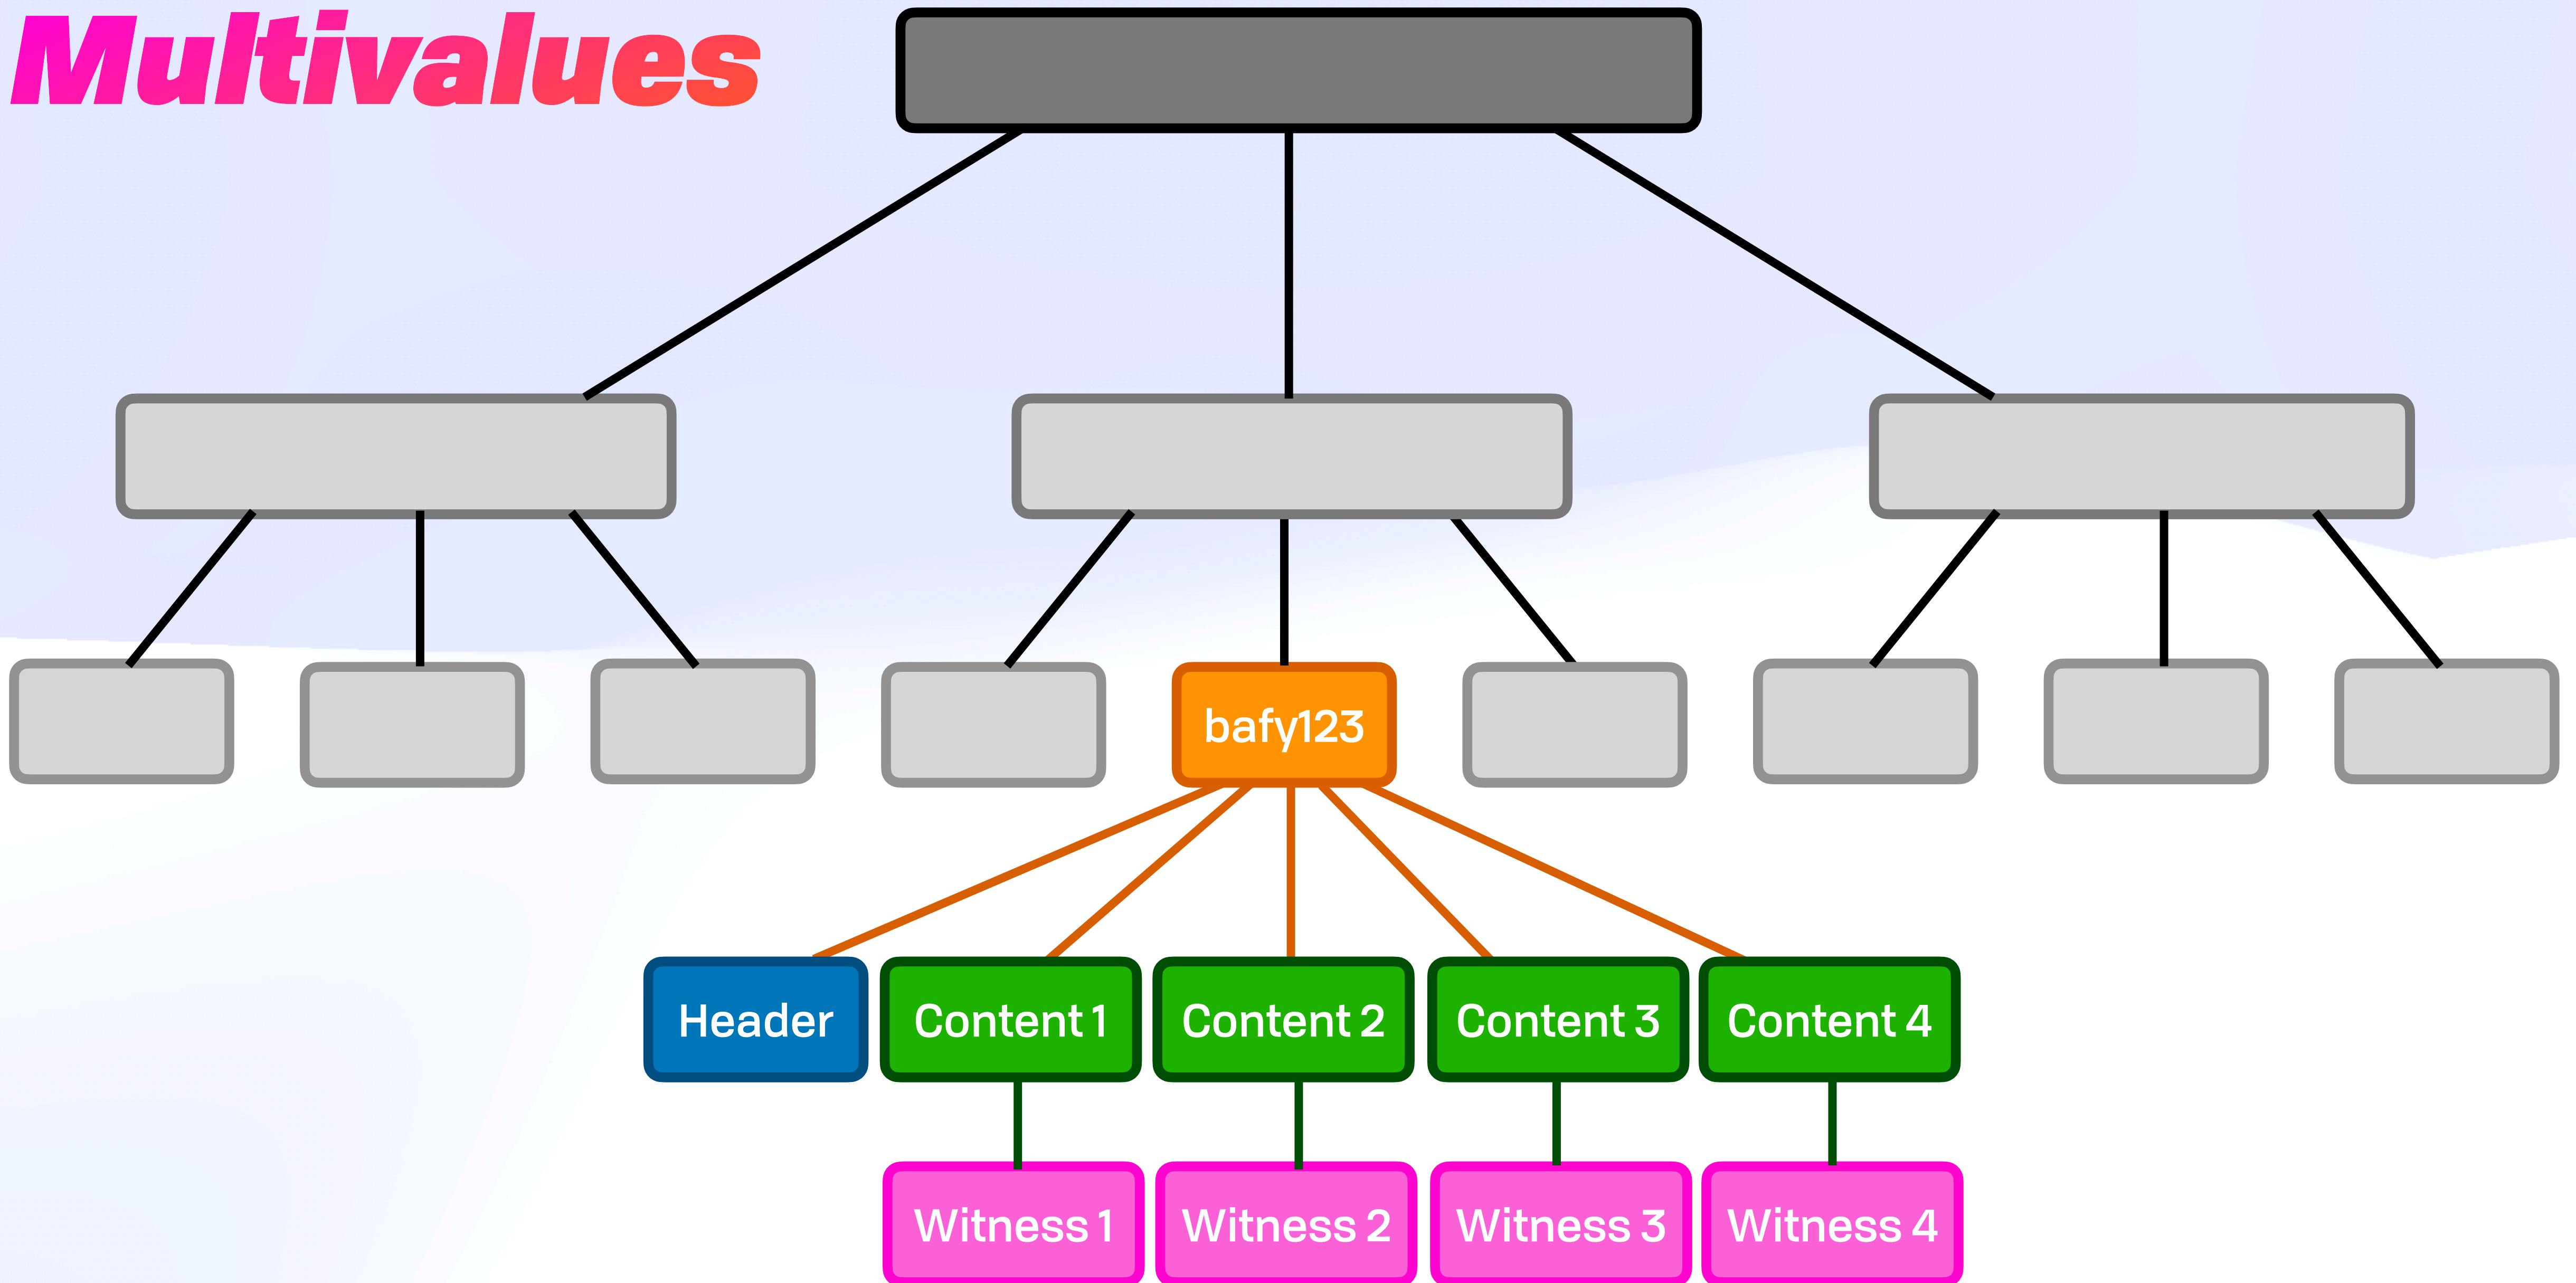 Multivalues
bafy123
Header
Content 1
Content 2
Content 3
Content 4
Witness 1
Witness 2
Witness 3
Witness 4